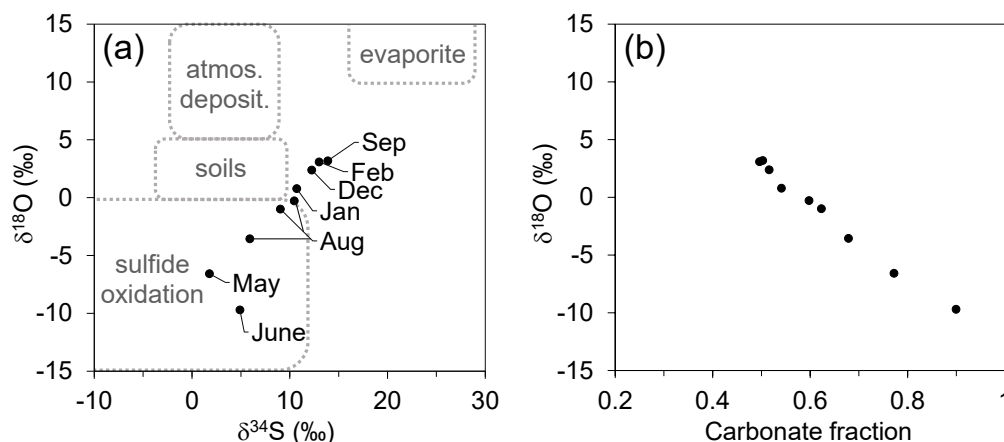 (a)
atmos.
deposit.
evaporite
soils
Sep
Feb
Dec
Jan
Aug
sulfide
oxidation
May
June
15
10
5
0
-5
-10
-15
δ18O (‰)
-10
0
10
20
30
δ34S (‰)
(b)
15
10
5
0
-5
-10
-15
δ18O (‰)
0.2
0.4
0.6
0.8
1
Carbonate fraction